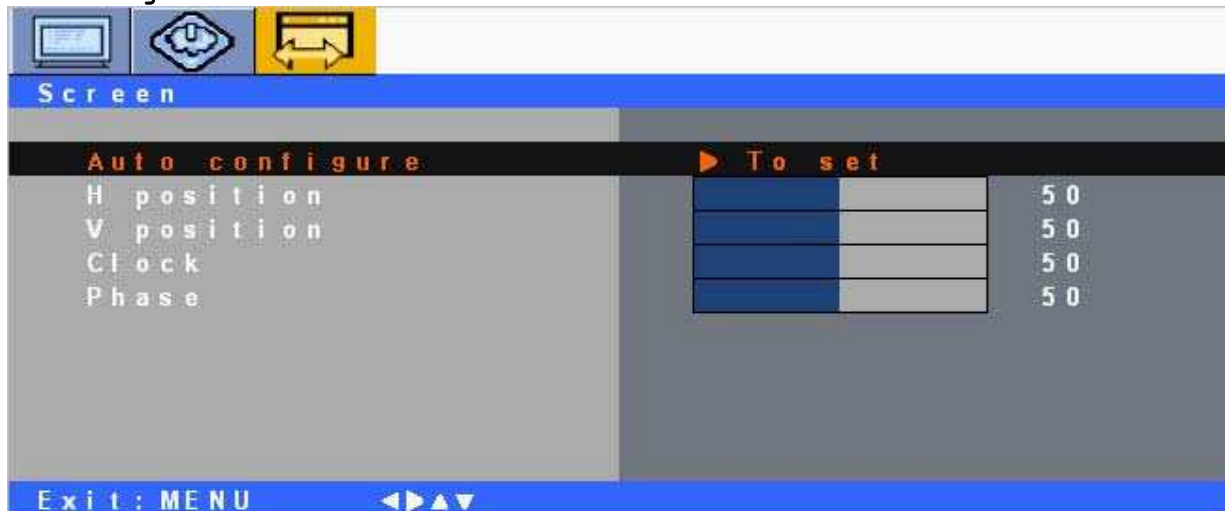 Screen
Auto configure ▶ To set
H position 50
V position 50
Clock 50
Phase 50
Exit: MENU ◀▶▲▼